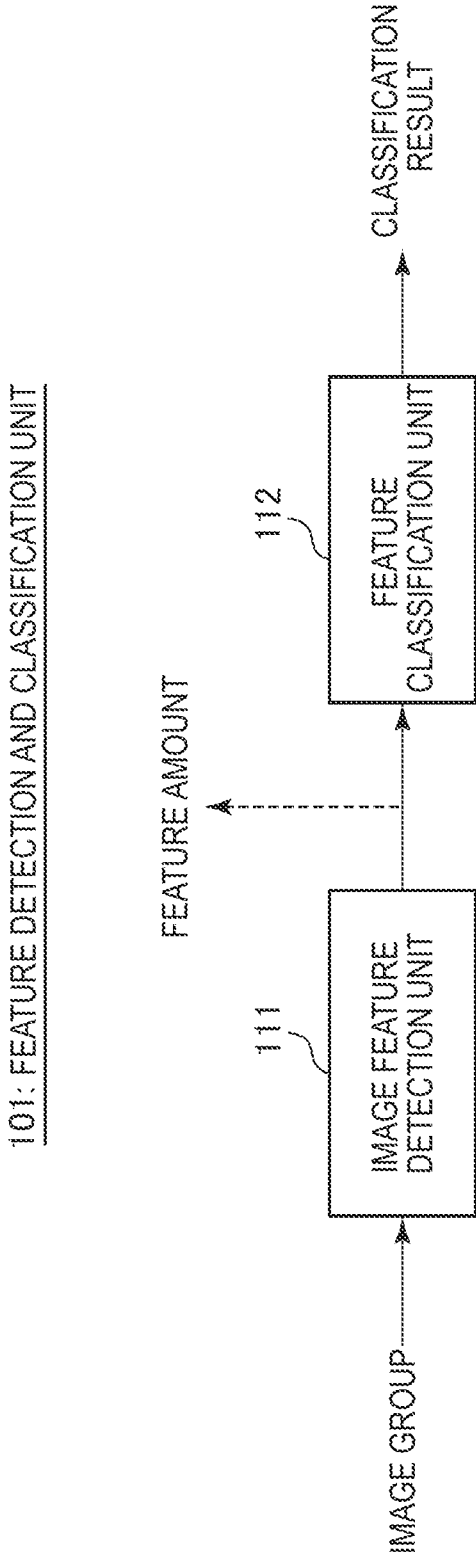 101: FEATURE DETECTION AND CLASSIFICATION UNIT
FEATURE AMOUNT
111
112
IMAGE GROUP
IMAGE FEATURE
DETECTION UNIT
FEATURE
CLASSIFICATION UNIT
CLASSIFICATION
RESULT